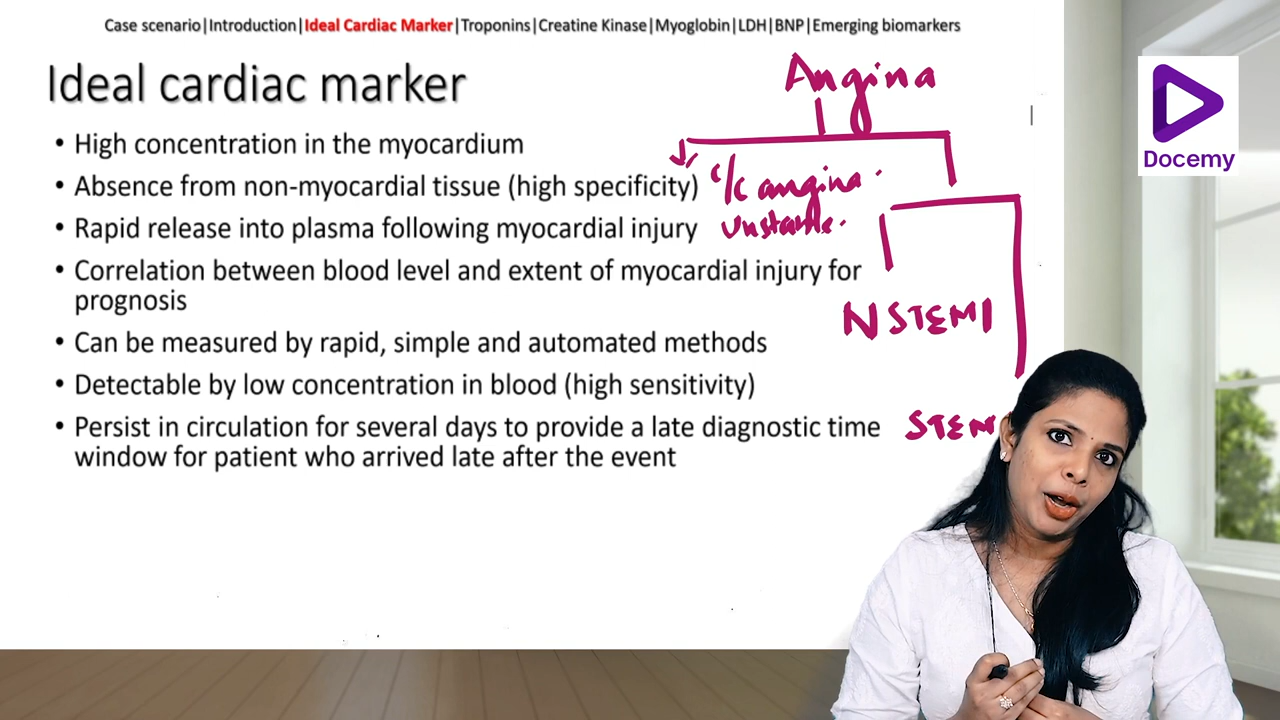 Case scenario|Introduction|Ideal Cardiac Marker|Troponins|Creatine Kinase|Myoglobin|LDH|BNP|Emerging biomarkers
Ideal cardiac marker
• High concentration in the myocardium
• Absence from non-myocardial tissue (high specificity)
• Rapid release into plasma following myocardial injury
• Correlation between blood level and extent of myocardial injury for
prognosis
• Can be measured by rapid, simple and automated methods
• Detectable by low concentration in blood (high sensitivity)
• Persist in circulation for several days to provide a late diagnostic time
window for patient who arrived late after the event
Angina
c/c angina.
Unstable.
NSTEMI
STEM
Docemy